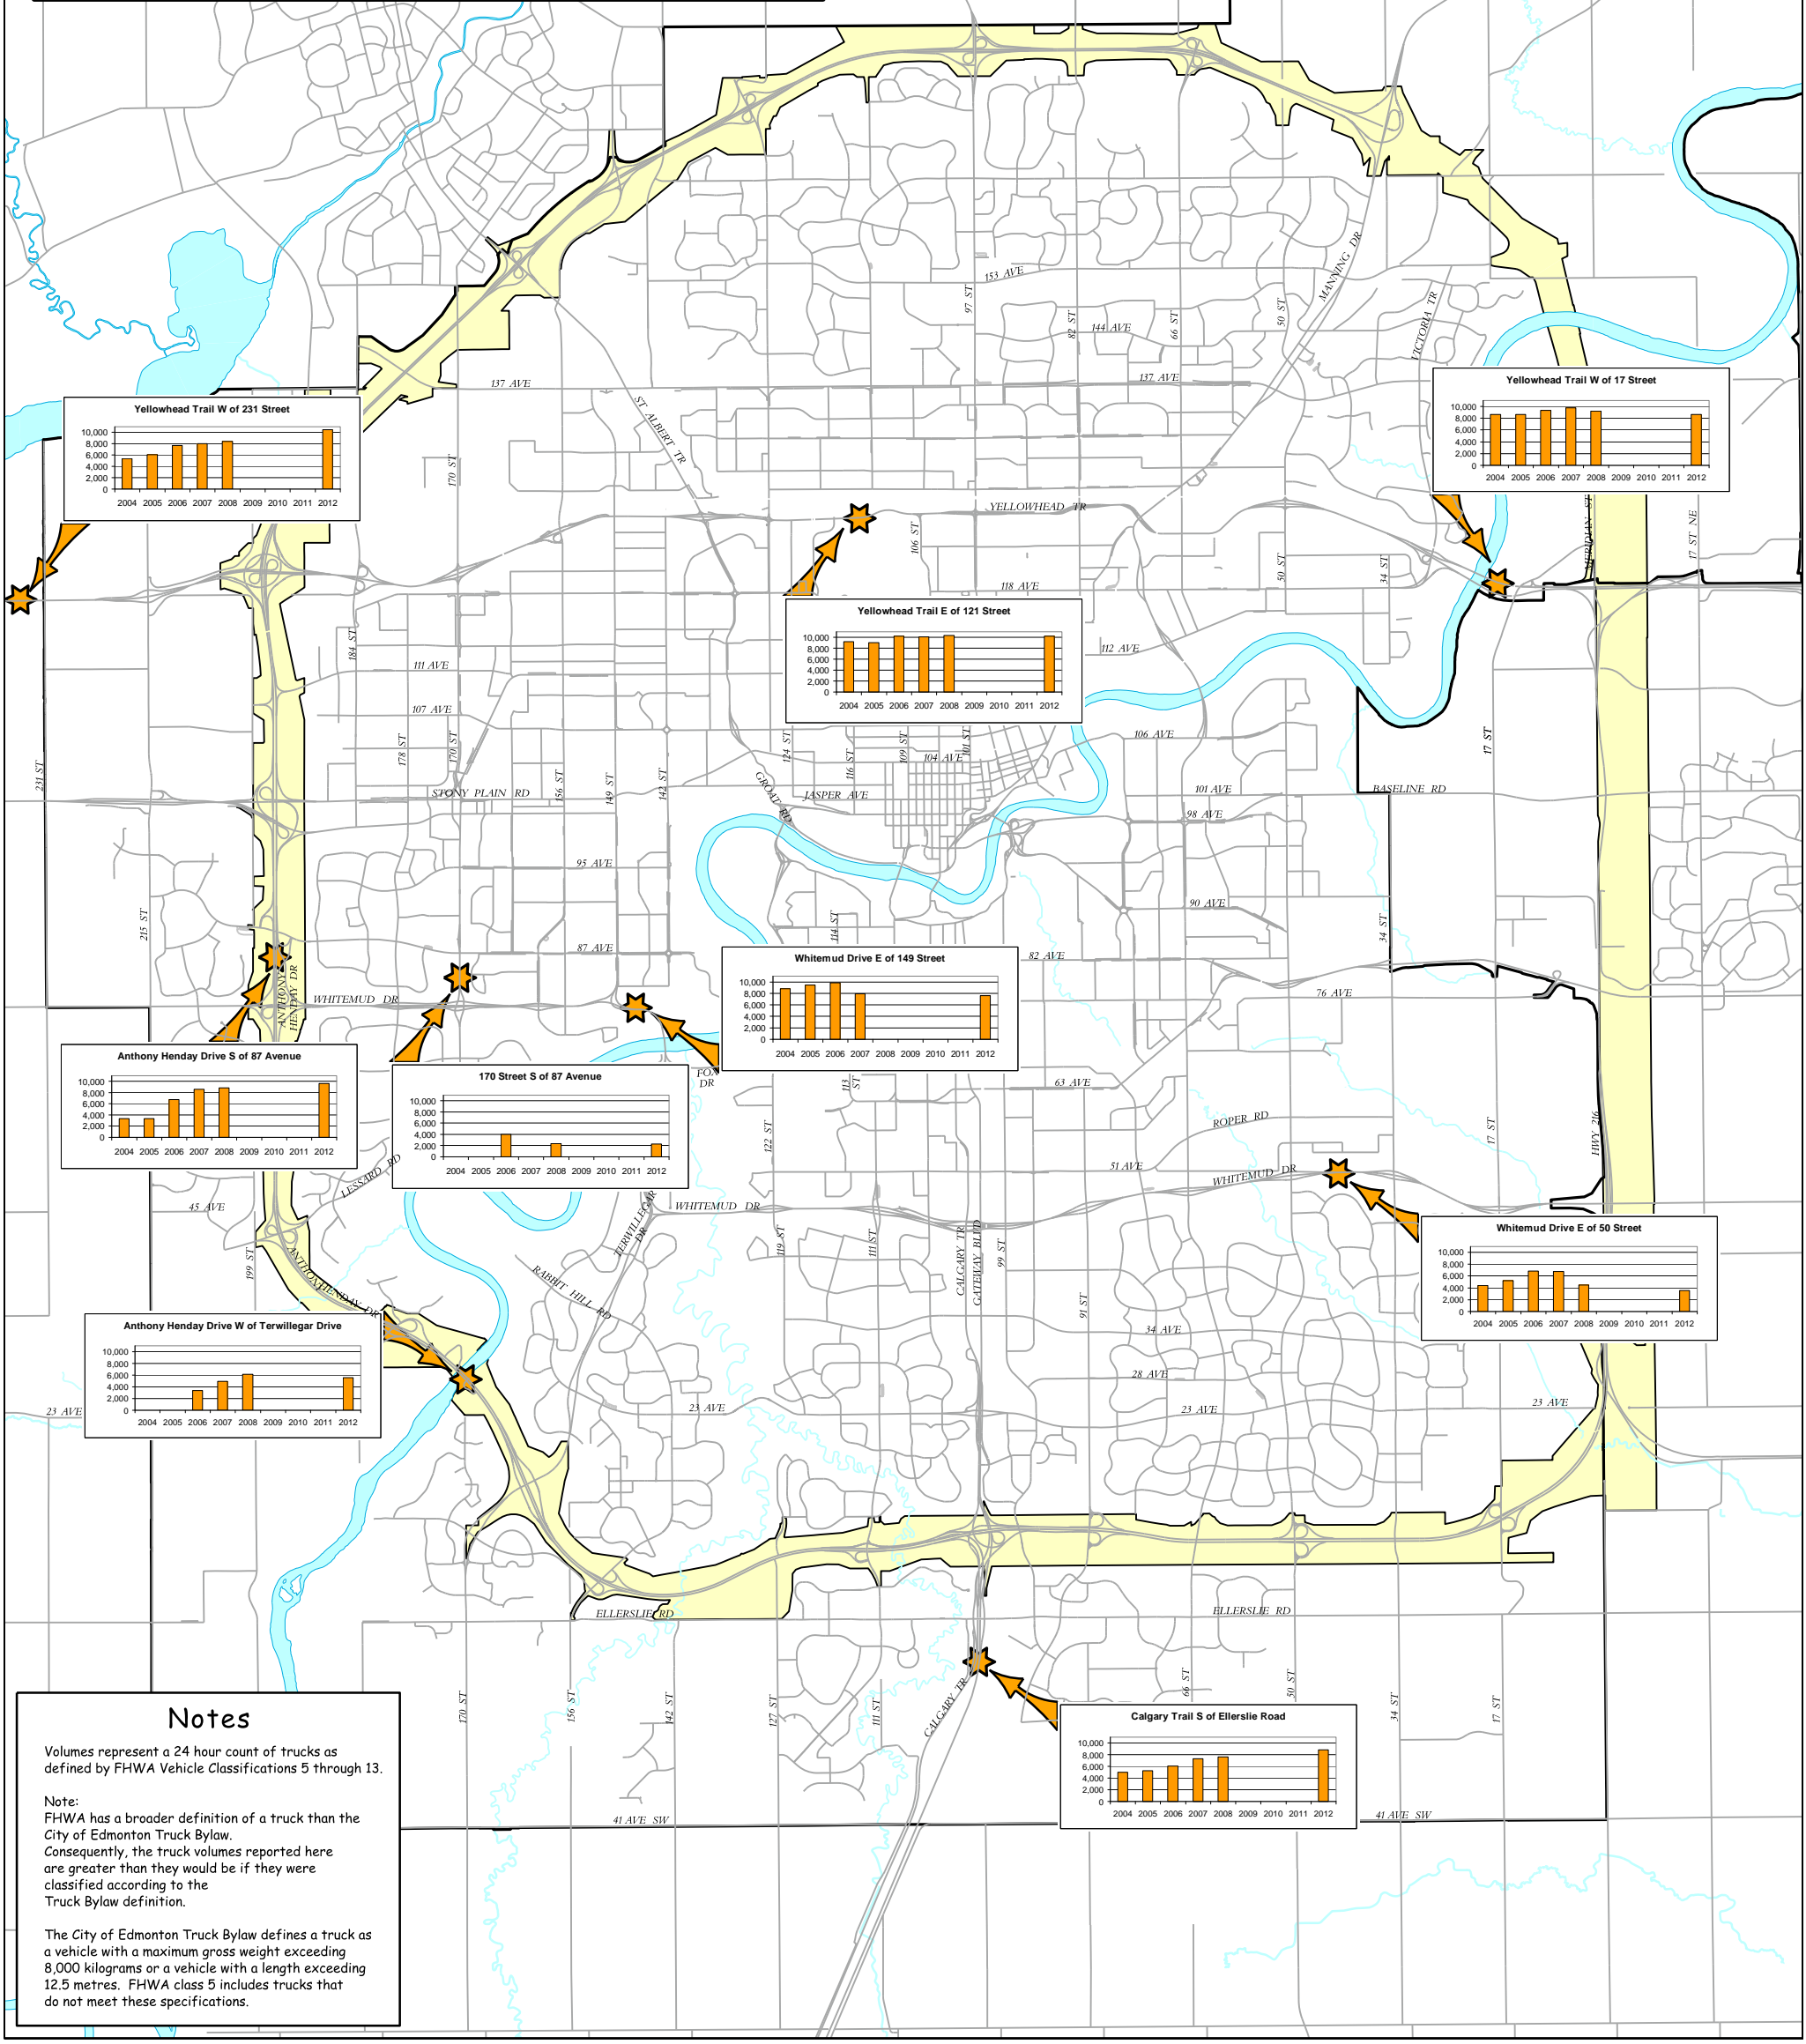 153 AVE
97 ST
82 ST
144 AVE
66 ST
50 ST
MANNING DR
VICTORIA TR
137 AVE
137 AVE
ST ALBERT TR
170 ST
Yellowhead Trail W of 231 Street
10,000
8,000
6,000
4,000
2,000
0
2004 2005 2006 2007 2008 2009 2010 2011 2012
Yellowhead Trail W of 17 Street
10,000
8,000
6,000
4,000
2,000
0
2004 2005 2006 2007 2008 2009 2010 2011 2012
YELLOWHEAD TR
106 ST
118 AVE
50 ST
34 ST
MERIDIAN ST
17 ST NE
Yellowhead Trail E of 121 Street
10,000
8,000
6,000
4,000
2,000
0
2004 2005 2006 2007 2008 2009 2010 2011 2012
112 AVE
184 ST
111 AVE
107 AVE
231 ST
178 ST
170 ST
156 ST
149 ST
142 ST
124 ST
116 ST
109 ST
104 AVE
101 ST
106 AVE
17 ST
STONY PLAIN RD
GROAT RD
JASPER AVE
101 AVE
BASELINE RD
98 AVE
95 AVE
90 AVE
215 ST
114 ST
34 ST
87 AVE
82 AVE
76 AVE
WHITEMUD DR
ANTHONY
HENDAY DR
Whitemud Drive E of 149 Street
10,000
8,000
6,000
4,000
2,000
0
2004 2005 2006 2007 2008 2009 2010 2011 2012
Anthony Henday Drive S of 87 Avenue
10,000
8,000
6,000
4,000
2,000
0
2004 2005 2006 2007 2008 2009 2010 2011 2012
170 Street S of 87 Avenue
10,000
8,000
6,000
4,000
2,000
0
2004 2005 2006 2007 2008 2009 2010 2011 2012
FOX
DR
113
ST
63 AVE
122 ST
ROPER RD
17 ST
HWY 216
51 AVE
WHITEMUD DR
LESSARD RD
45 AVE
TERWILLEGAR
DR
WHITEMUD DR
199 ST
ANTHONY HENDAY DR
RABBIT HILL RD
119 ST
111 ST
CALGARY TR
GATEWAY BLVD
99 ST
91 ST
34 AVE
28 AVE
Whitemud Drive E of 50 Street
10,000
8,000
6,000
4,000
2,000
0
2004 2005 2006 2007 2008 2009 2010 2011 2012
Anthony Henday Drive W of Terwillegar Drive
10,000
8,000
6,000
4,000
2,000
0
2004 2005 2006 2007 2008 2009 2010 2011 2012
23 AVE
23 AVE
23 AVE
23 AVE
ELLERSLIE RD
ELLERSLIE RD
170 ST
156 ST
142 ST
127 ST
111 ST
CALGARY TR
66 ST
50 ST
34 ST
17 ST
Calgary Trail S of Ellerslie Road
10,000
8,000
6,000
4,000
2,000
0
2004 2005 2006 2007 2008 2009 2010 2011 2012
41 AVE SW
41 AVE SW
Notes
Volumes represent a 24 hour count of trucks as
defined by FHWA Vehicle Classifications 5 through 13.
Note:
FHWA has a broader definition of a truck than the
City of Edmonton Truck Bylaw.
Consequently, the truck volumes reported here
are greater than they would be if they were
classified according to the
Truck Bylaw definition.
The City of Edmonton Truck Bylaw defines a truck as
a vehicle with a maximum gross weight exceeding
8,000 kilograms or a vehicle with a length exceeding
12.5 metres. FHWA class 5 includes trucks that
do not meet these specifications.